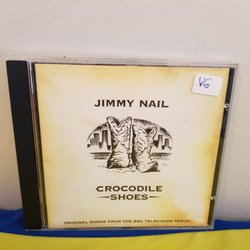 JIMMY NAIL
VG
CROCODILE
SHOES
ORIGINAL SONGS FROM THE BBC TELEVISION SERIAL